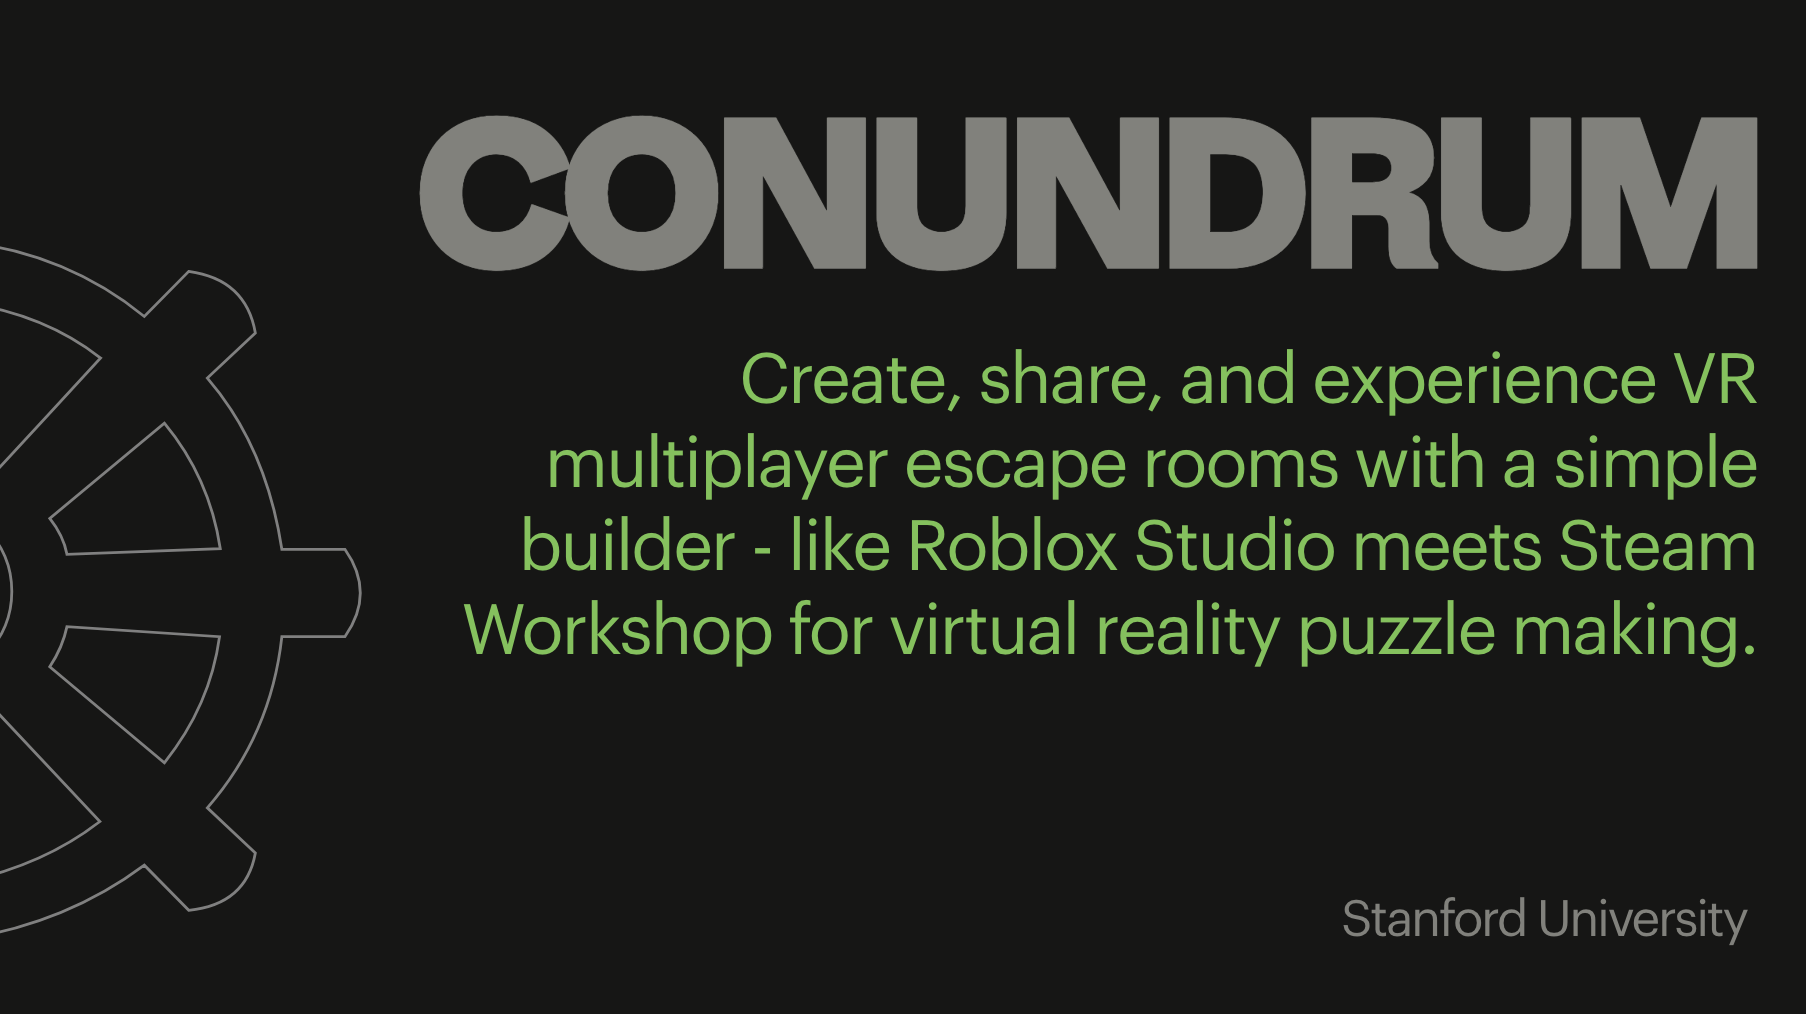 CONUNDRUM
Create, share, and experience VR
multiplayer escape rooms with a simple
builder - like Roblox Studio meets Steam
Workshop for virtual reality puzzle making.
Stanford University